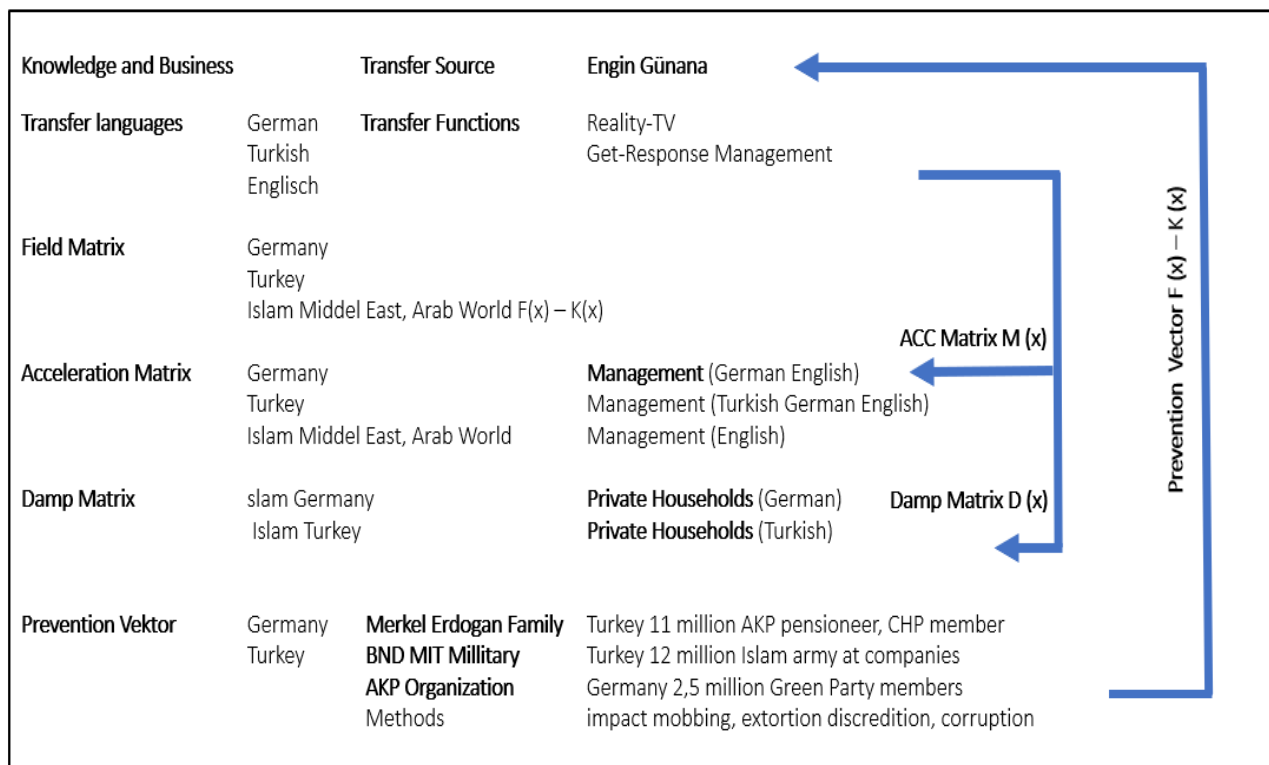 Knowledge and Business Transfer Source Engin Günana
Transfer languages German Transfer Functions Reality-TV
Turkish Get-Response Management
Englisch
Field Matrix Germany
Turkey
Islam Middel East, Arab World F(x) – K(x)
ACC Matrix M (x)
Acceleration Matrix Germany Management (German English)
Turkey Management (Turkish German English)
Islam Middel East, Arab World Management (English)
Damp Matrix slam Germany Private Households (German) Damp Matrix D (x)
Islam Turkey Private Households (Turkish)
Prevention Vektor Germany Merkel Erdogan Family Turkey 11 million AKP pensioneer, CHP member
Turkey BND MIT Millitary Turkey 12 million Islam army at companies
AKP Organization Germany 2,5 million Green Party members
Methods impact mobbing, extortion discredition, corruption
Prevention Vector F (x) – K (x)